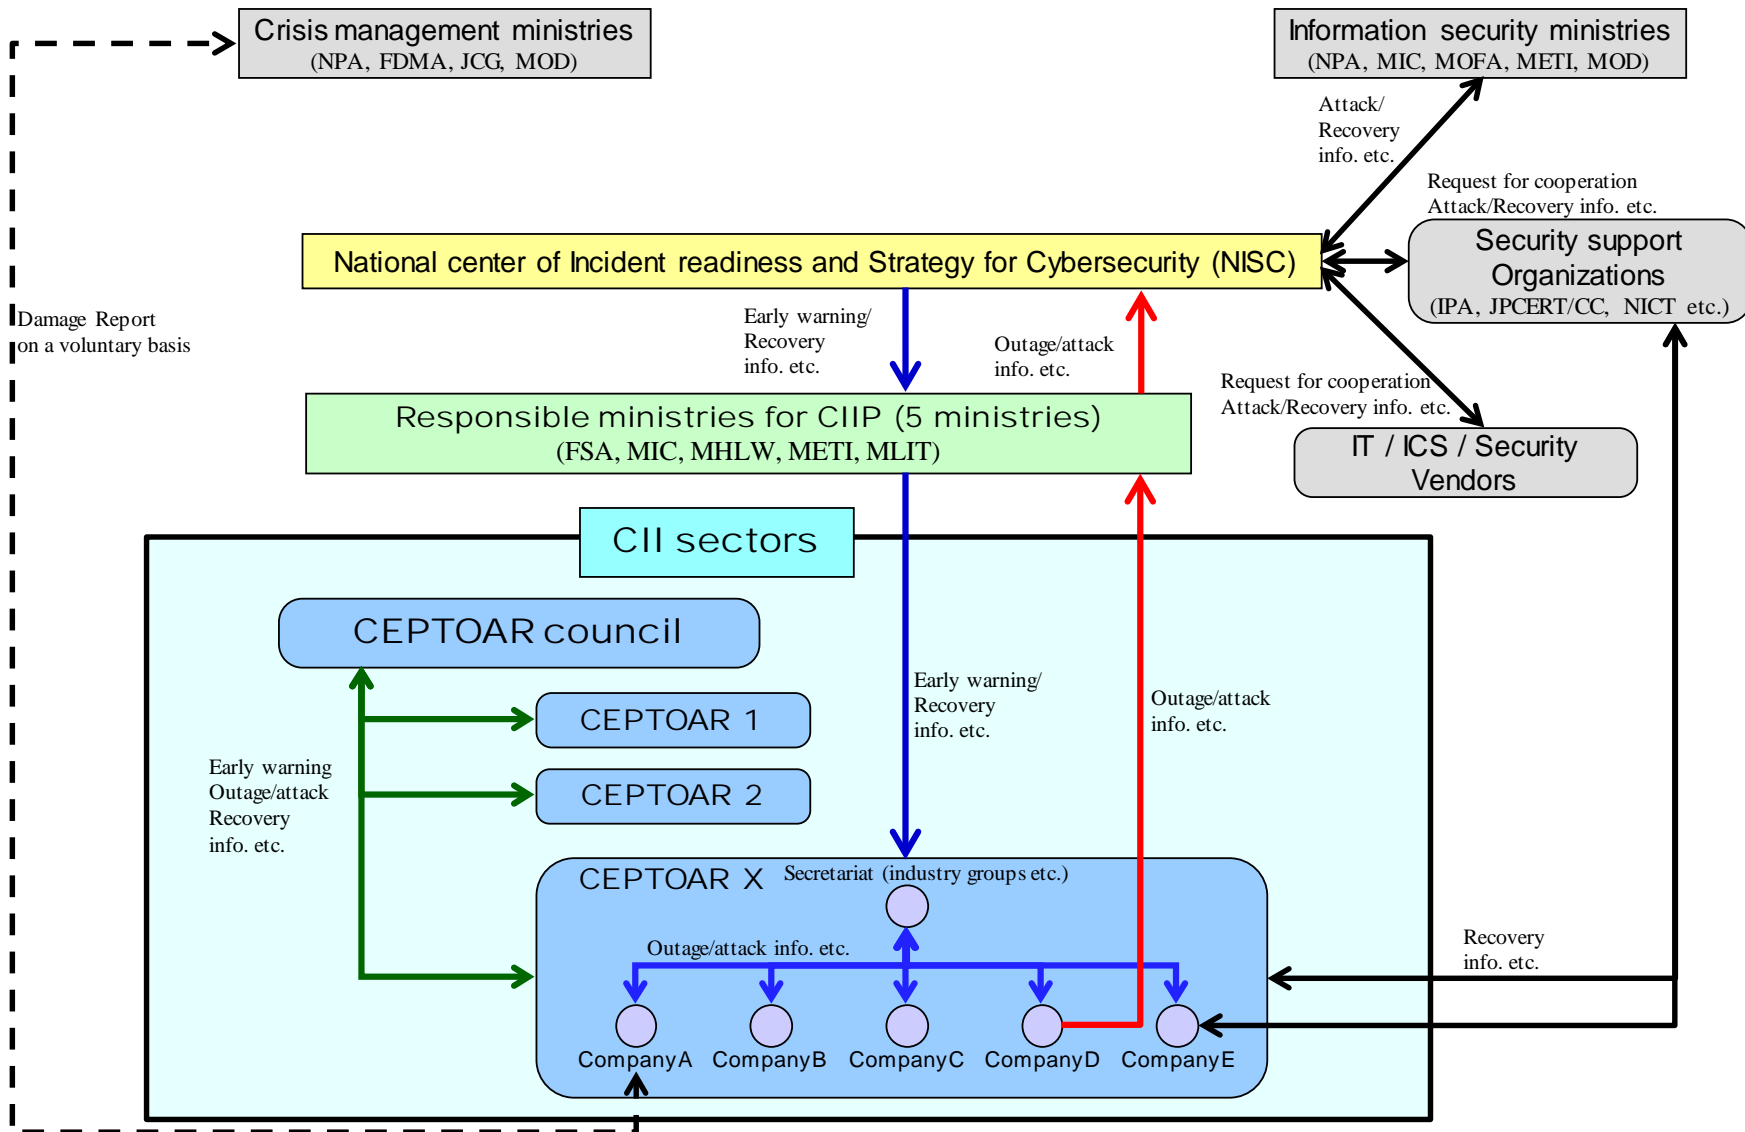 Crisis management ministries
(NPA, FDMA, JCG, MOD)
Information security ministries
(NPA, MIC, MOFA, METI, MOD)
Attack/
Recovery
info. etc.
Request for cooperation
Attack/Recovery info. etc.
Security support
Organizations
(IPA, JPCERT/CC, NICT etc.)
National center of Incident readiness and Strategy for Cybersecurity (NISC)
Damage Report
on a voluntary basis
Early warning/
Recovery
info. etc.
Outage/attack
info. etc.
Request for cooperation
Attack/Recovery info. etc.
Responsible ministries for CIIP (5 ministries)
(FSA, MIC, MHLW, METI, MLIT)
IT / ICS / Security
Vendors
CII sectors
CEPTOAR council
Early warning/
Recovery
info. etc.
Outage/attack
info. etc.
CEPTOAR 1
CEPTOAR 2
Early warning
Outage/attack
Recovery
info. etc.
CEPTOAR X
Secretariat (industry groups etc.)
Outage/attack info. etc.
Recovery
info. etc.
CompanyA
CompanyB
CompanyC
CompanyD
CompanyE